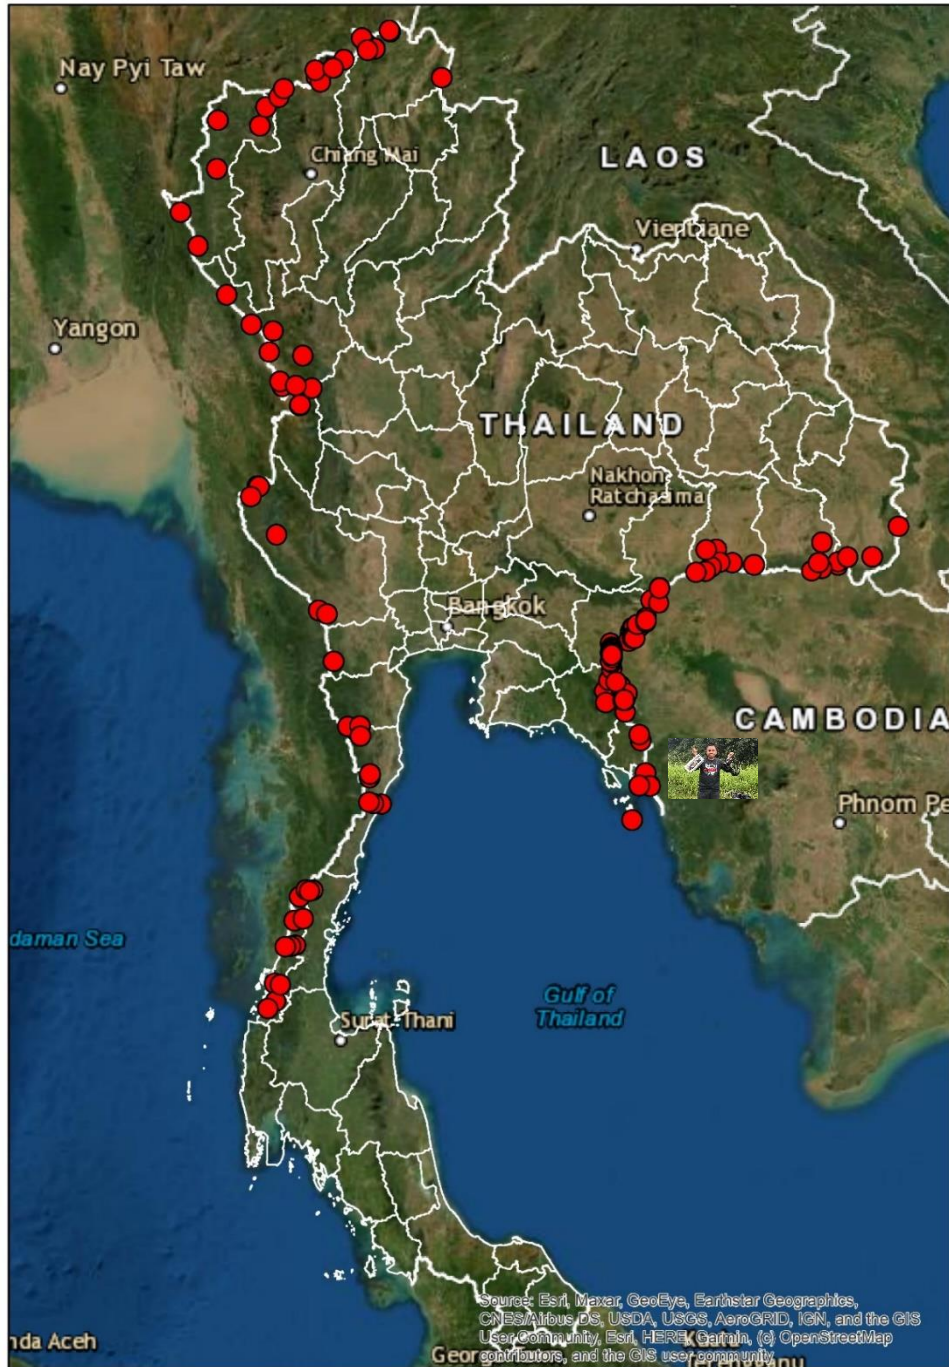 Nay Pyi Taw
Chiang Mai
LAOS
Vientiane
Yangon
THAILAND
Nakhon
Ratchasima
Bangkok
CAMBODIA
Phnom Pe
daman Sea
Gulf of
Thailand
Surat Thani
Source: Esri, Maxar, GeoEye, Earthstar Geographics,
CNES/Airbus DS, USDA, USGS, AeroGRID, IGN, and the GIS
User Community, Esri, HERE, Garmin, (c) OpenStreetMap
contributors, and the GIS user community
nda Aceh
Georg